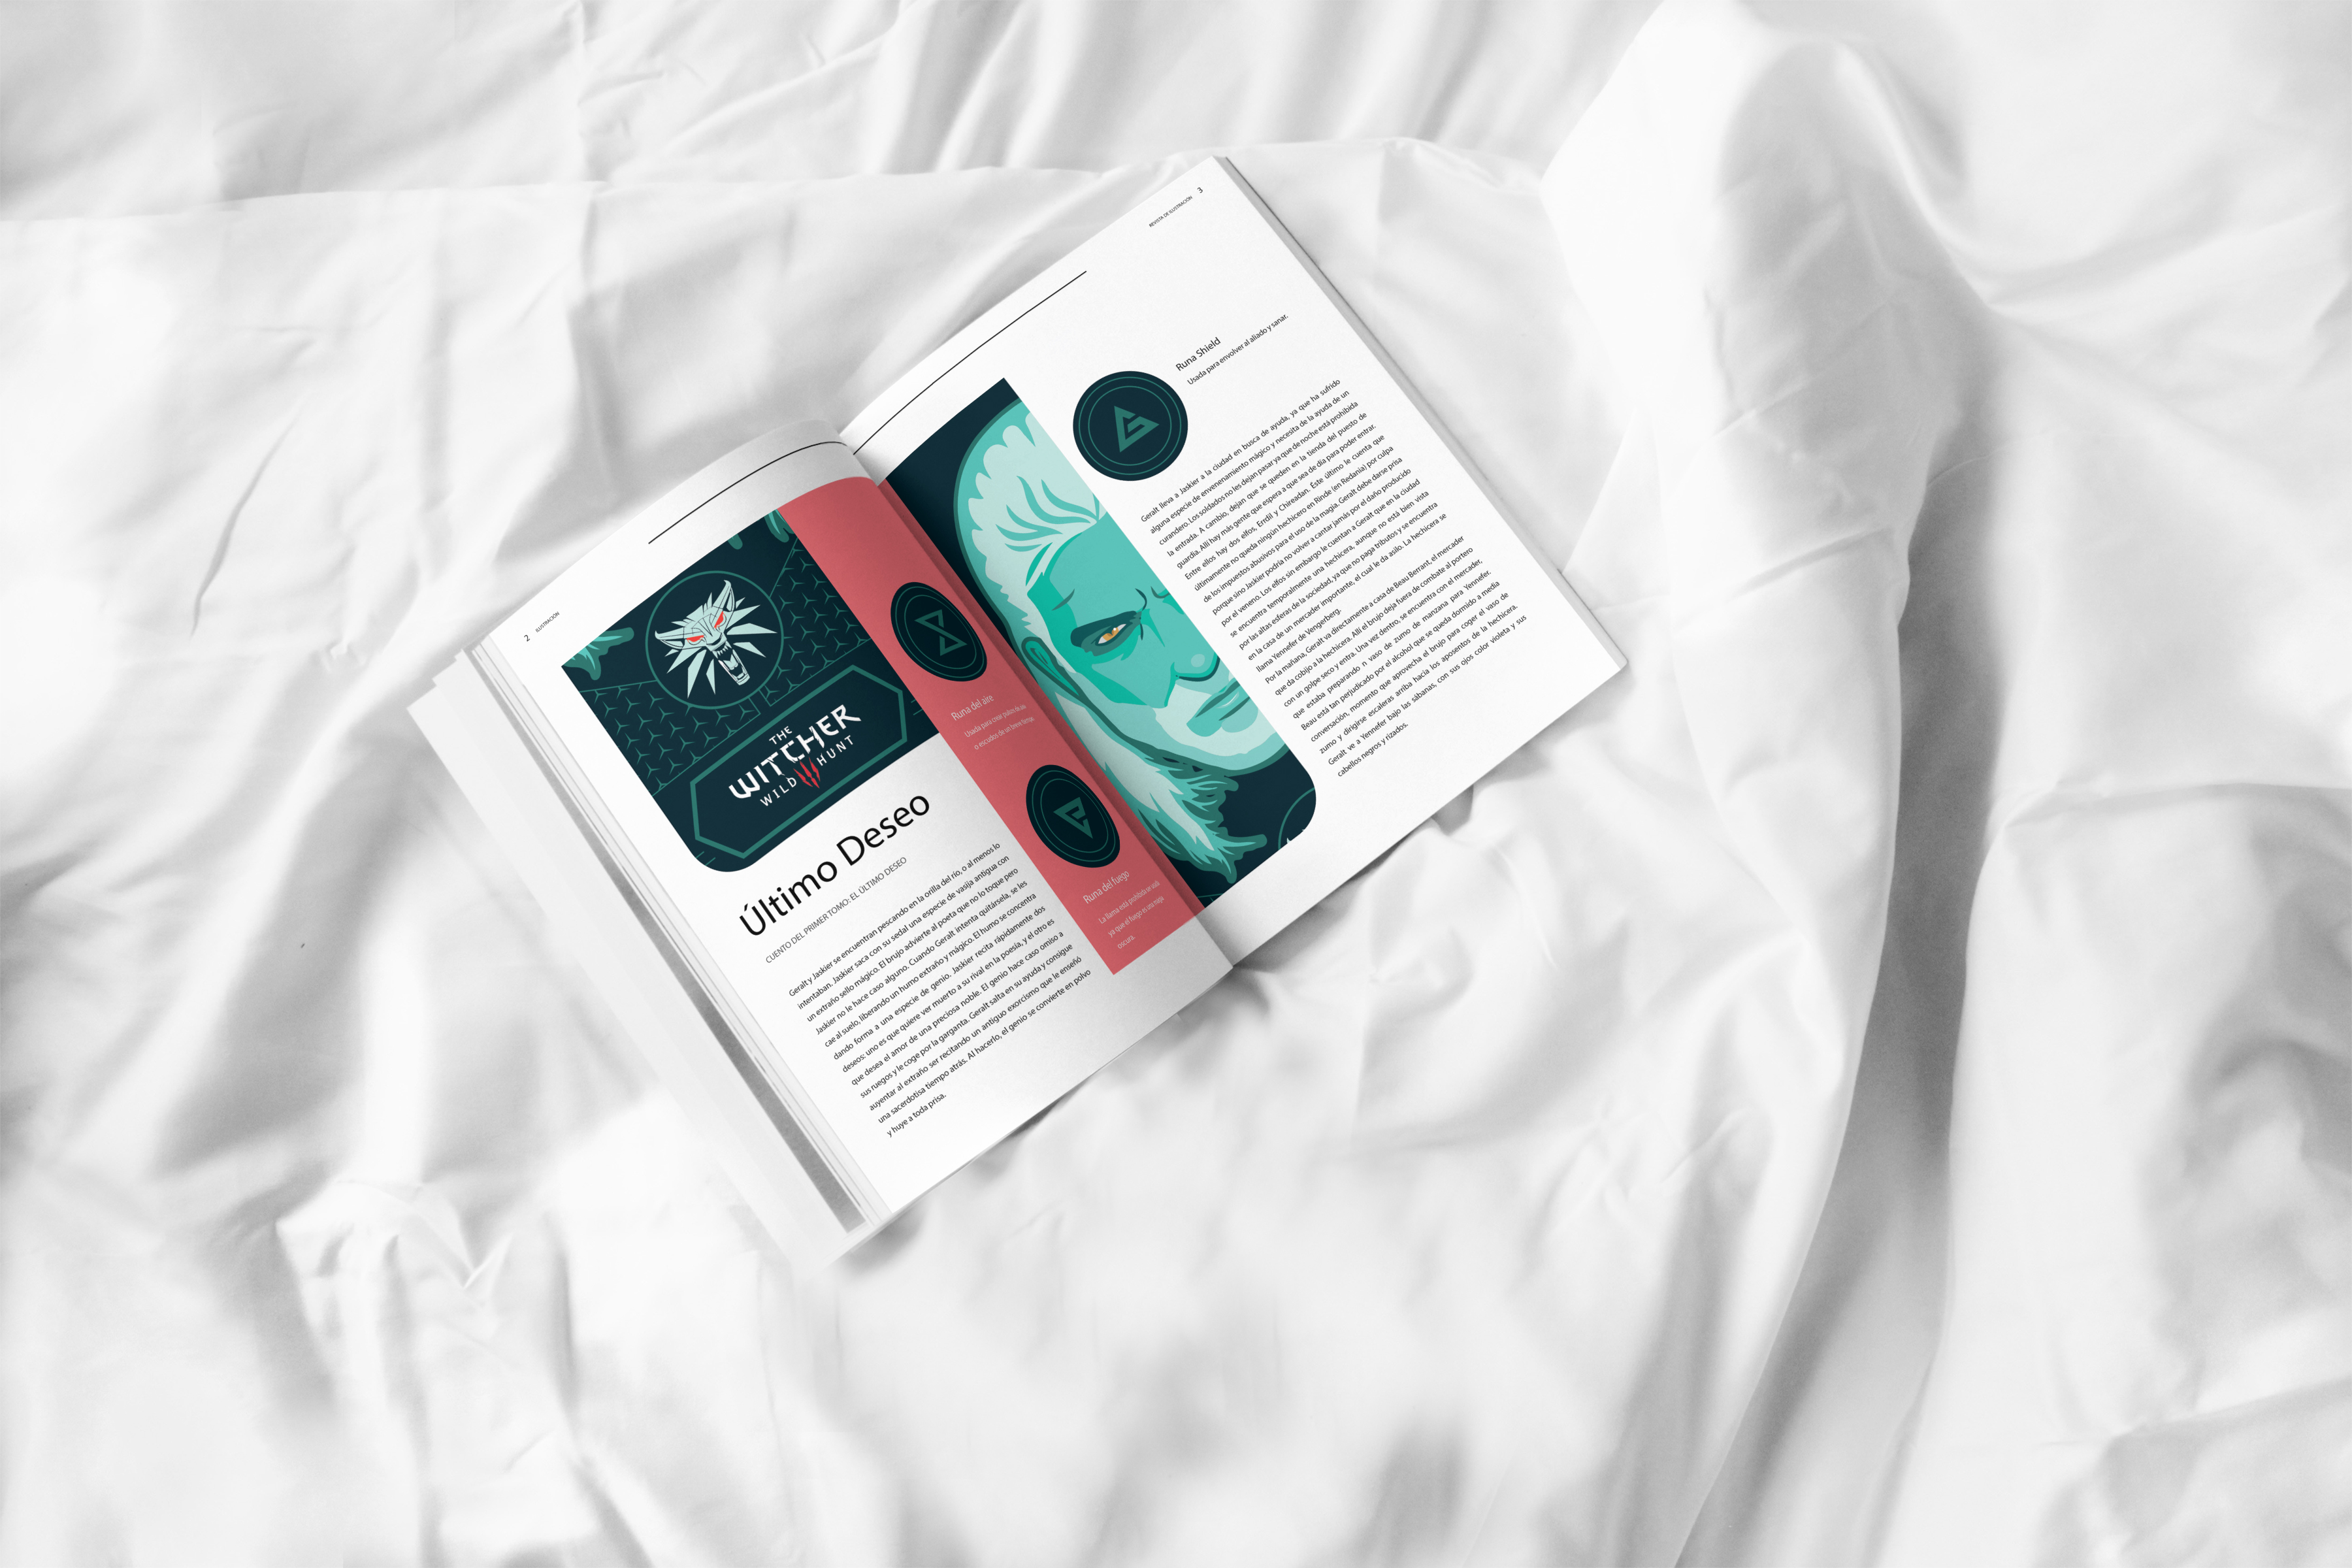 2 ILUSTRACIÓN
THE
WITCHER
WILD HUNT
Último Deseo
CUENTO DEL PRIMER TOMO: EL ÚLTIMO DESEO
Geralt y Jaskier se encuentran pescando en la orilla del río, o al menos lo
intentaban. Jaskier saca con su sedal una especie de vasija antigua con
un extraño sello mágico. El brujo advierte al poeta que no lo toque pero
Jaskier no le hace caso alguno. Cuando Geralt intenta quitársela, se les
cae al suelo, liberando un humo extraño y mágico. El humo se concentra
dando forma a una especie de genio. Jaskier recita rápidamente dos
deseos: uno es que quiere ver muerto a su rival en la poesía, y el otro es
que desea el amor de una preciosa noble. El genio hace caso omiso a
sus ruegos y le coge por la garganta. Geralt salta en su ayuda y consigue
auyentar al extraño ser recitando un antiguo exorcismo que le enseñó
una sacerdotisa tiempo atrás. Al hacerlo, el genio se convierte en polvo
y huye a toda prisa.
Runa del aire
Usada para crear
o escudos de
Runa del fuego
La llama está prohibida
ya que el fuego es una magia
oscura.
REVISTA DE ILUSTRACIÓN 3
Runa Shield
Usada para envolver al aliado y sanar.
Geralt lleva a Jaskier a la ciudad en busca de ayuda, ya que ha sufrido
alguna especie de envenenamiento mágico y necesita de la ayuda de un
curandero. Los soldados no les dejan pasar ya que de noche está prohibida
la entrada. A cambio, dejan que se queden en la tienda del puesto de
guardia. Allí hay más gente que espera a que sea de día para poder entrar.
Entre ellos hay dos elfos, Errdil y Chireadan. Éste último le cuenta que
últimamente no queda ningún hechicero en Rinde (en Redania) por culpa
de los impuestos abusivos para el uso de la magia. Geralt debe darse prisa
porque sino Jaskier podría no volver a cantar jamás por el daño producido
por el veneno. Los elfos sin embargo le cuentan a Geralt que en la ciudad
se encuentra temporalmente una hechicera, aunque no está bien vista
por las altas esferas de la sociedad, ya que no paga tributos y se encuentra
en la casa de un mercader importante, el cual le da asilo. La hechicera se
llama Yennefer de Vengerberg.
Por la mañana, Geralt va directamente a casa de Beau Berrant, el mercader
que da cobijo a la hechicera. Allí el brujo deja fuera de combate al portero
con un golpe seco y entra. Una vez dentro, se encuentra con el mercader,
que estaba preparando n vaso de zumo de manzana para Yennefer.
Beau está tan perjudicado por el alcohol que se queda dormido a media
conversación, momento que aprovecha el brujo para coger el vaso de
zumo y dirigirse escaleras arriba hacia los aposentos de la hechicera.
Geralt ve a Yennefer bajo las sábanas, con sus ojos color violeta y sus
cabellos negros y rizados.